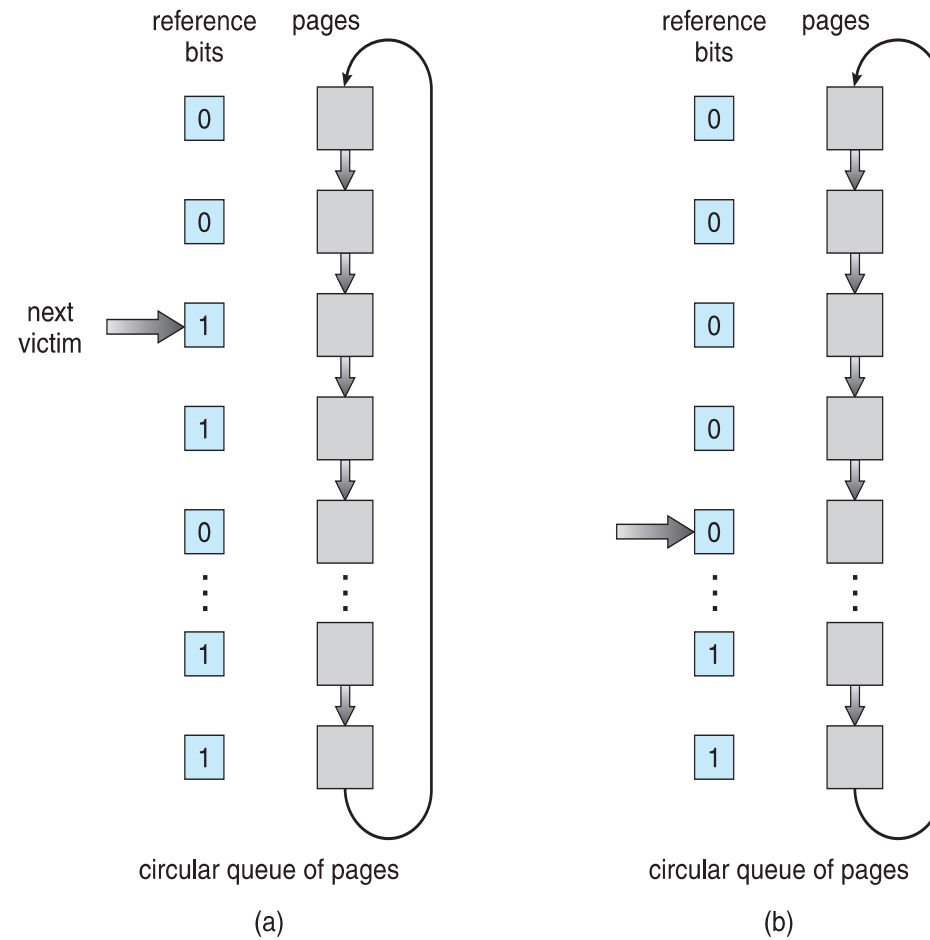 reference
bits
pages
0
0
next
victim
1
1
0
1
1
circular queue of pages
(a)
reference
bits
pages
0
0
0
0
0
1
1
circular queue of pages
(b)